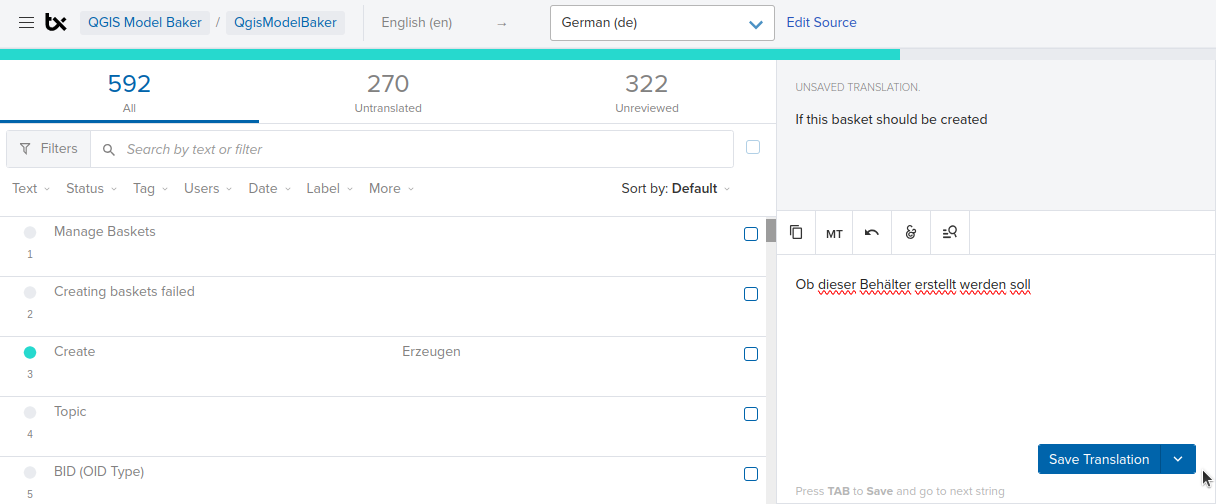 tx QGIS Model Baker / QgisModelBaker English (en) → German (de) Edit Source
592 270 322
All Untranslated Unreviewed
Filters Search by text or filter
Text Status Tag Users Date Label More Sort by: Default
Manage Baskets
1
Creating baskets failed
2
Create Erzeugen
3
Topic
4
BID (OID Type)
5
UNSAVED TRANSLATION.
If this basket should be created
MT
Ob dieser Behälter erstellt werden soll
Save Translation
Press TAB to Save and go to next string